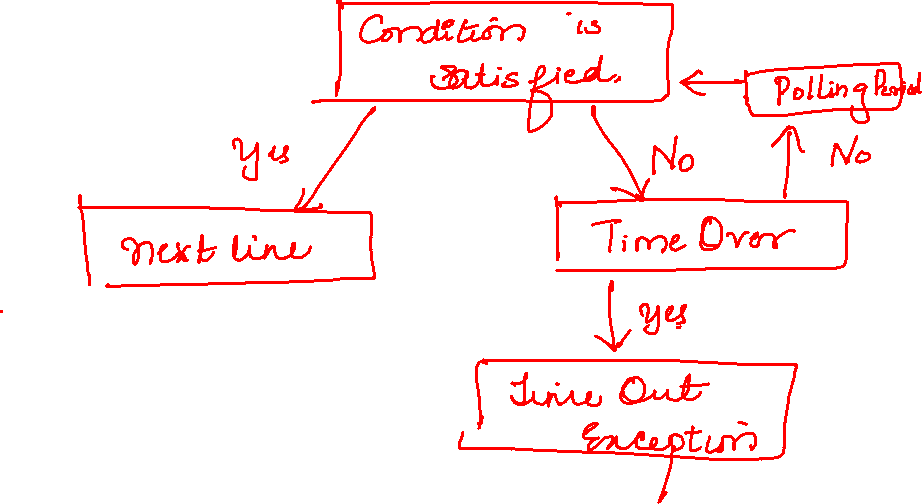 Condition is
satisfied.
Polling Period
Yes
No
No
Next line
Time Over
Yes
Time Out
Exception